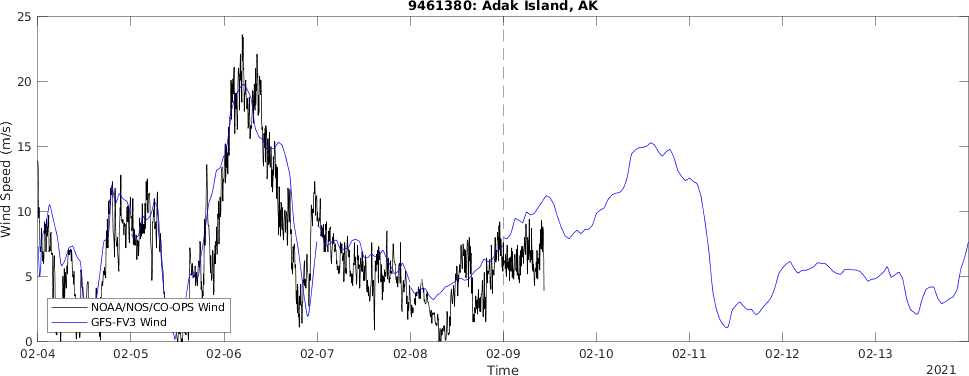 9461380: Adak Island, AK
25
20
15
10
5
0
Wind Speed (m/s)
NOAA/NOS/CO-OPS Wind
GFS-FV3 Wind
02-04 02-05 02-06 02-07 02-08 02-09 02-10 02-11 02-12 02-13
Time
2021